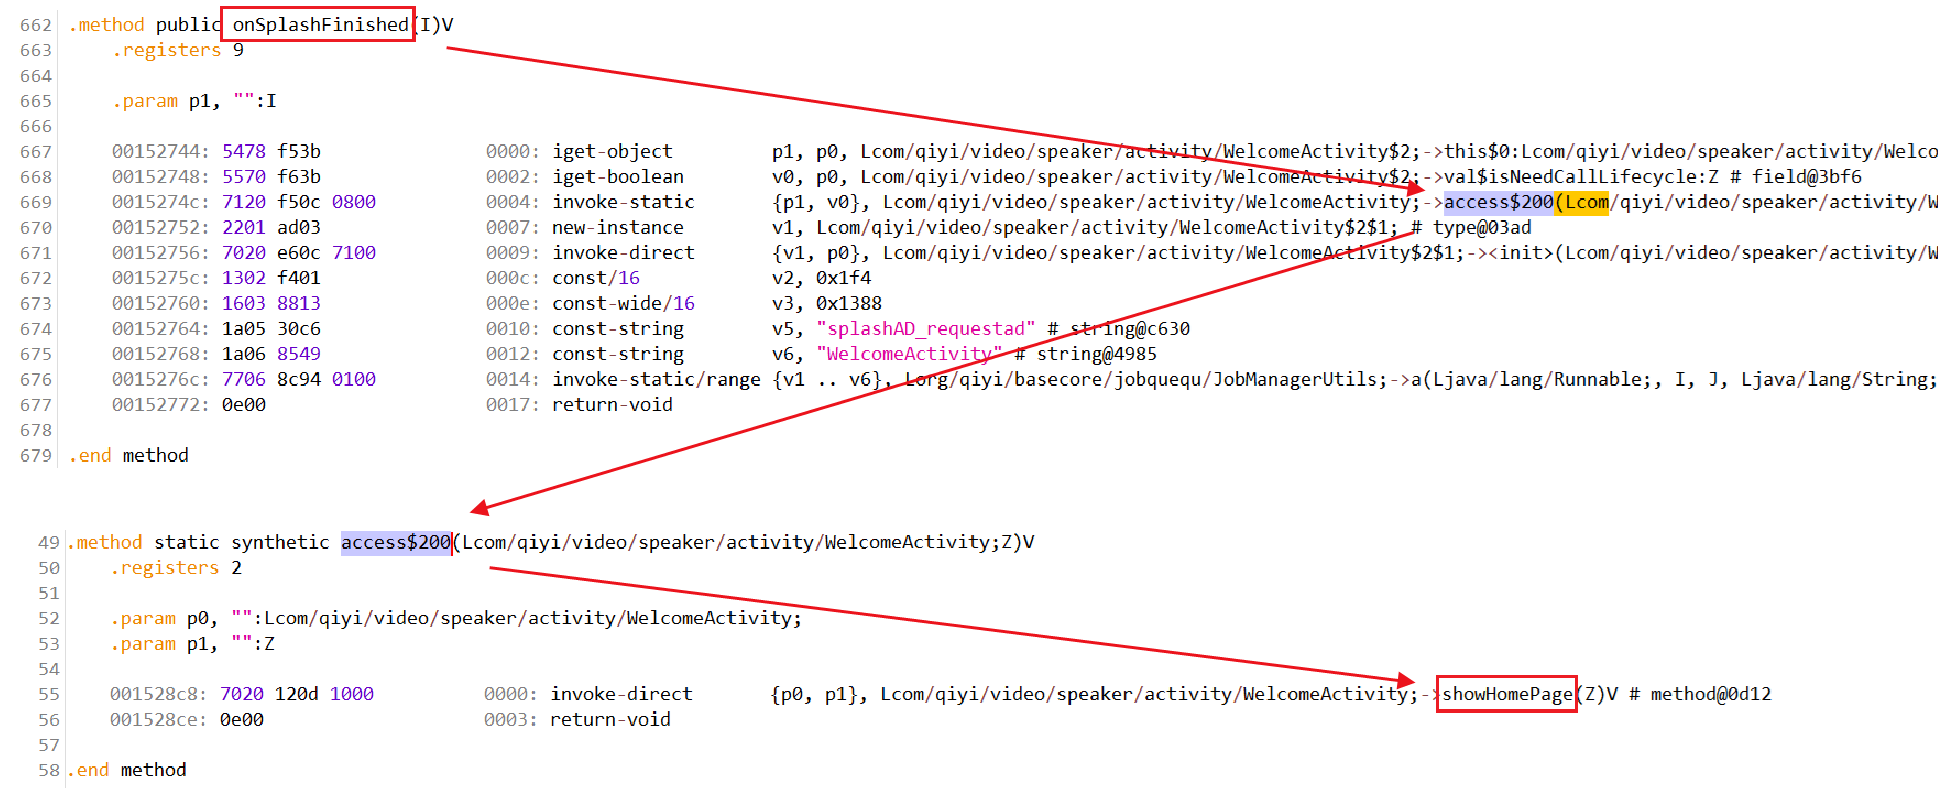 662 .method public onSplashFinished(I)V
663     .registers 9
664
665     .param p1, "":I
666
667     00152744: 5478 f53b          0000: iget-object         p1, p0, Lcom/qiyi/video/speaker/activity/WelcomeActivity$2;->this$0:Lcom/qiyi/video/speaker/activity/Welco
668     00152748: 5570 f63b          0002: iget-boolean        v0, p0, Lcom/qiyi/video/speaker/activity/WelcomeActivity$2;->val$isNeedCallLifecycle:Z # field@3bf6
669     0015274c: 7120 f50c 0800     0004: invoke-static       {p1, v0}, Lcom/qiyi/video/speaker/activity/WelcomeActivity;->access$200(Lcom/qiyi/video/speaker/activity/W
670     00152752: 2201 ad03          0007: new-instance        v1, Lcom/qiyi/video/speaker/activity/WelcomeActivity$2$1; # type@03ad
671     00152756: 7020 e60c 7100     0009: invoke-direct       {v1, p0}, Lcom/qiyi/video/speaker/activity/WelcomeActivity$2$1;-><init>(Lcom/qiyi/video/speaker/activity/W
672     0015275c: 1302 f401          000c: const/16            v2, 0x1f4
673     00152760: 1603 8813          000e: const-wide/16       v3, 0x1388
674     00152764: 1a05 30c6          0010: const-string        v5, "splashAD_requestad" # string@c630
675     00152768: 1a06 8549          0012: const-string        v6, "WelcomeActivity" # string@4985
676     0015276c: 7706 8c94 0100     0014: invoke-static/range {v1 .. v6}, Lorg/qiyi/basecore/jobquequ/JobManagerUtils;->a(Ljava/lang/Runnable;, I, J, Ljava/lang/String;
677     00152772: 0e00               0017: return-void
678
679 .end method
49 .method static synthetic access$200(Lcom/qiyi/video/speaker/activity/WelcomeActivity;Z)V
50     .registers 2
51
52     .param p0, "":Lcom/qiyi/video/speaker/activity/WelcomeActivity;
53     .param p1, "":Z
54
55     001528c8: 7020 120d 1000     0000: invoke-direct       {p0, p1}, Lcom/qiyi/video/speaker/activity/WelcomeActivity;->showHomePage(Z)V # method@0d12
56     001528ce: 0e00               0003: return-void
57
58 .end method